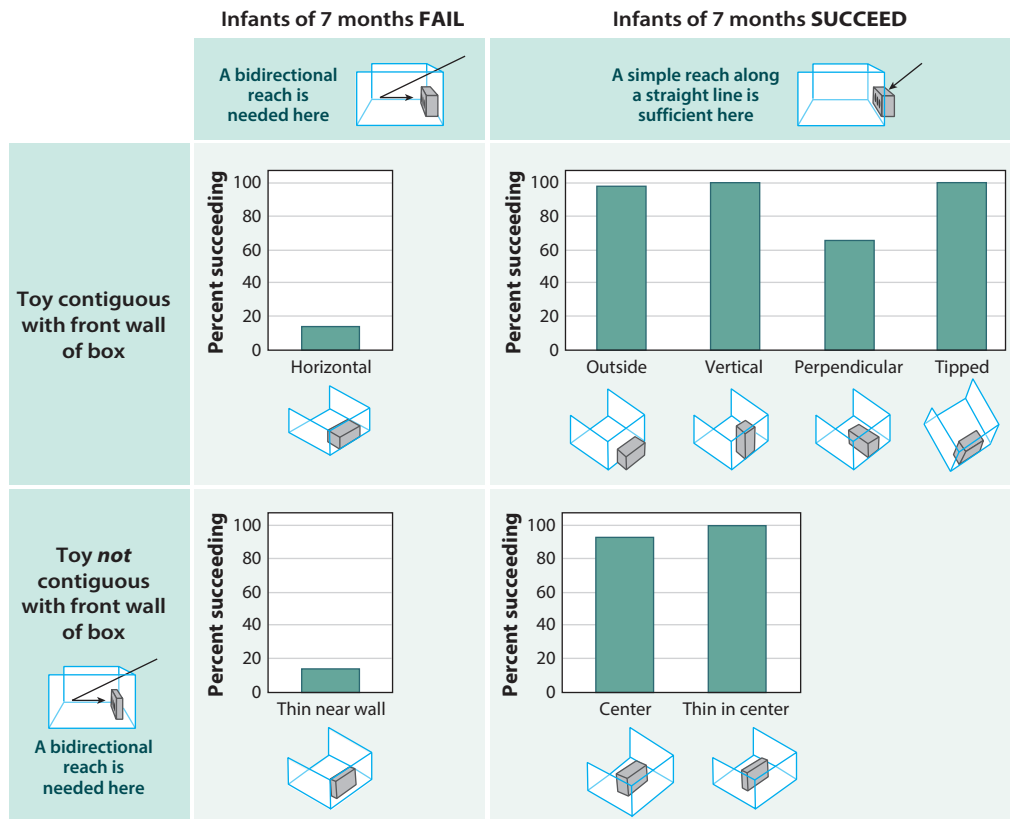 Infants of 7 months FAIL
Infants of 7 months SUCCEED
A bidirectional
reach is
needed here
A simple reach along
a straight line is
sufficient here
Toy contiguous
with front wall
of box
Percent succeeding
100
80
60
40
20
0
Horizontal
Percent succeeding
100
80
60
40
20
0
Outside
Vertical
Perpendicular
Tipped
Toy not
contiguous
with front wall
of box
A bidirectional
reach is
needed here
Percent succeeding
100
80
60
40
20
0
Thin near wall
Percent succeeding
100
80
60
40
20
0
Center
Thin in center